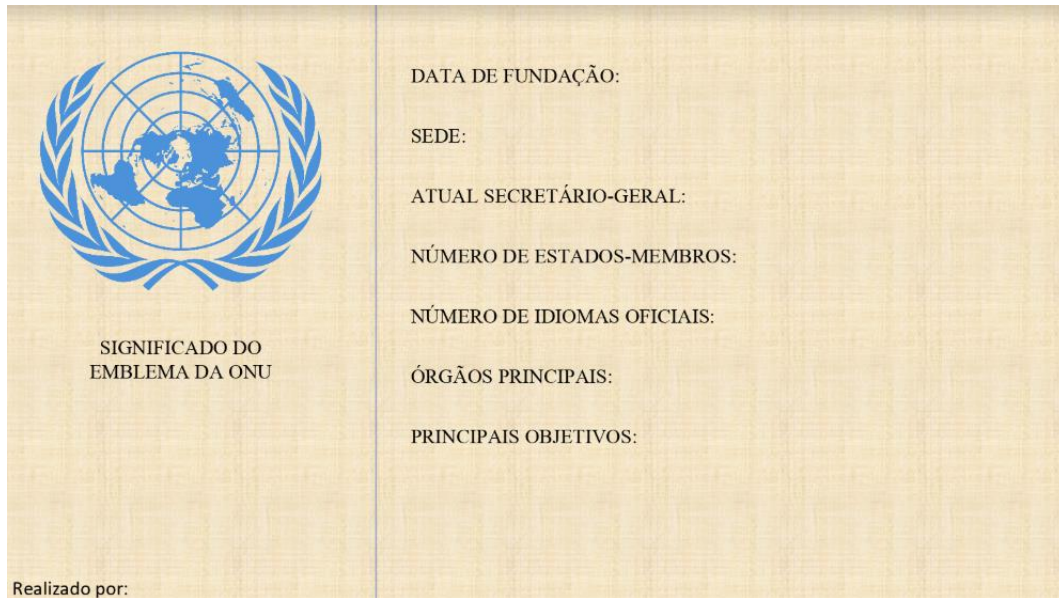 SIGNIFICADO DO
EMBLEMA DA ONU
Realizado por:
DATA DE FUNDAÇÃO:
SEDE:
ATUAL SECRETÁRIO-GERAL:
NÚMERO DE ESTADOS-MEMBROS:
NÚMERO DE IDIOMAS OFICIAIS:
ÓRGÃOS PRINCIPAIS:
PRINCIPAIS OBJETIVOS: